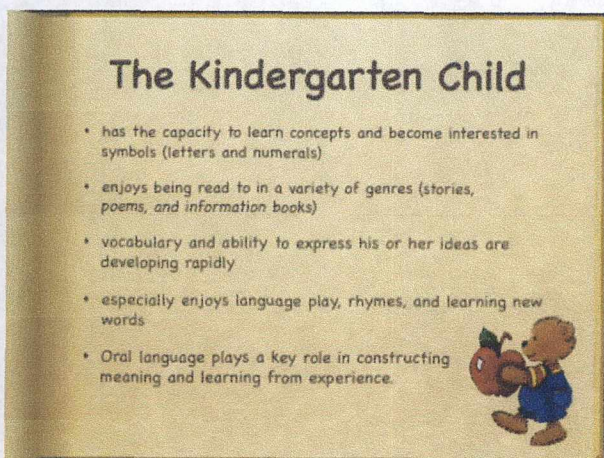 The Kindergarten Child
• has the capacity to learn concepts and become interested in
symbols (letters and numerals)
• enjoys being read to in a variety of genres (stories,
poems, and information books)
• vocabulary and ability to express his or her ideas are
developing rapidly
• especially enjoys language play, rhymes, and learning new
words
• Oral language plays a key role in constructing
meaning and learning from experience.